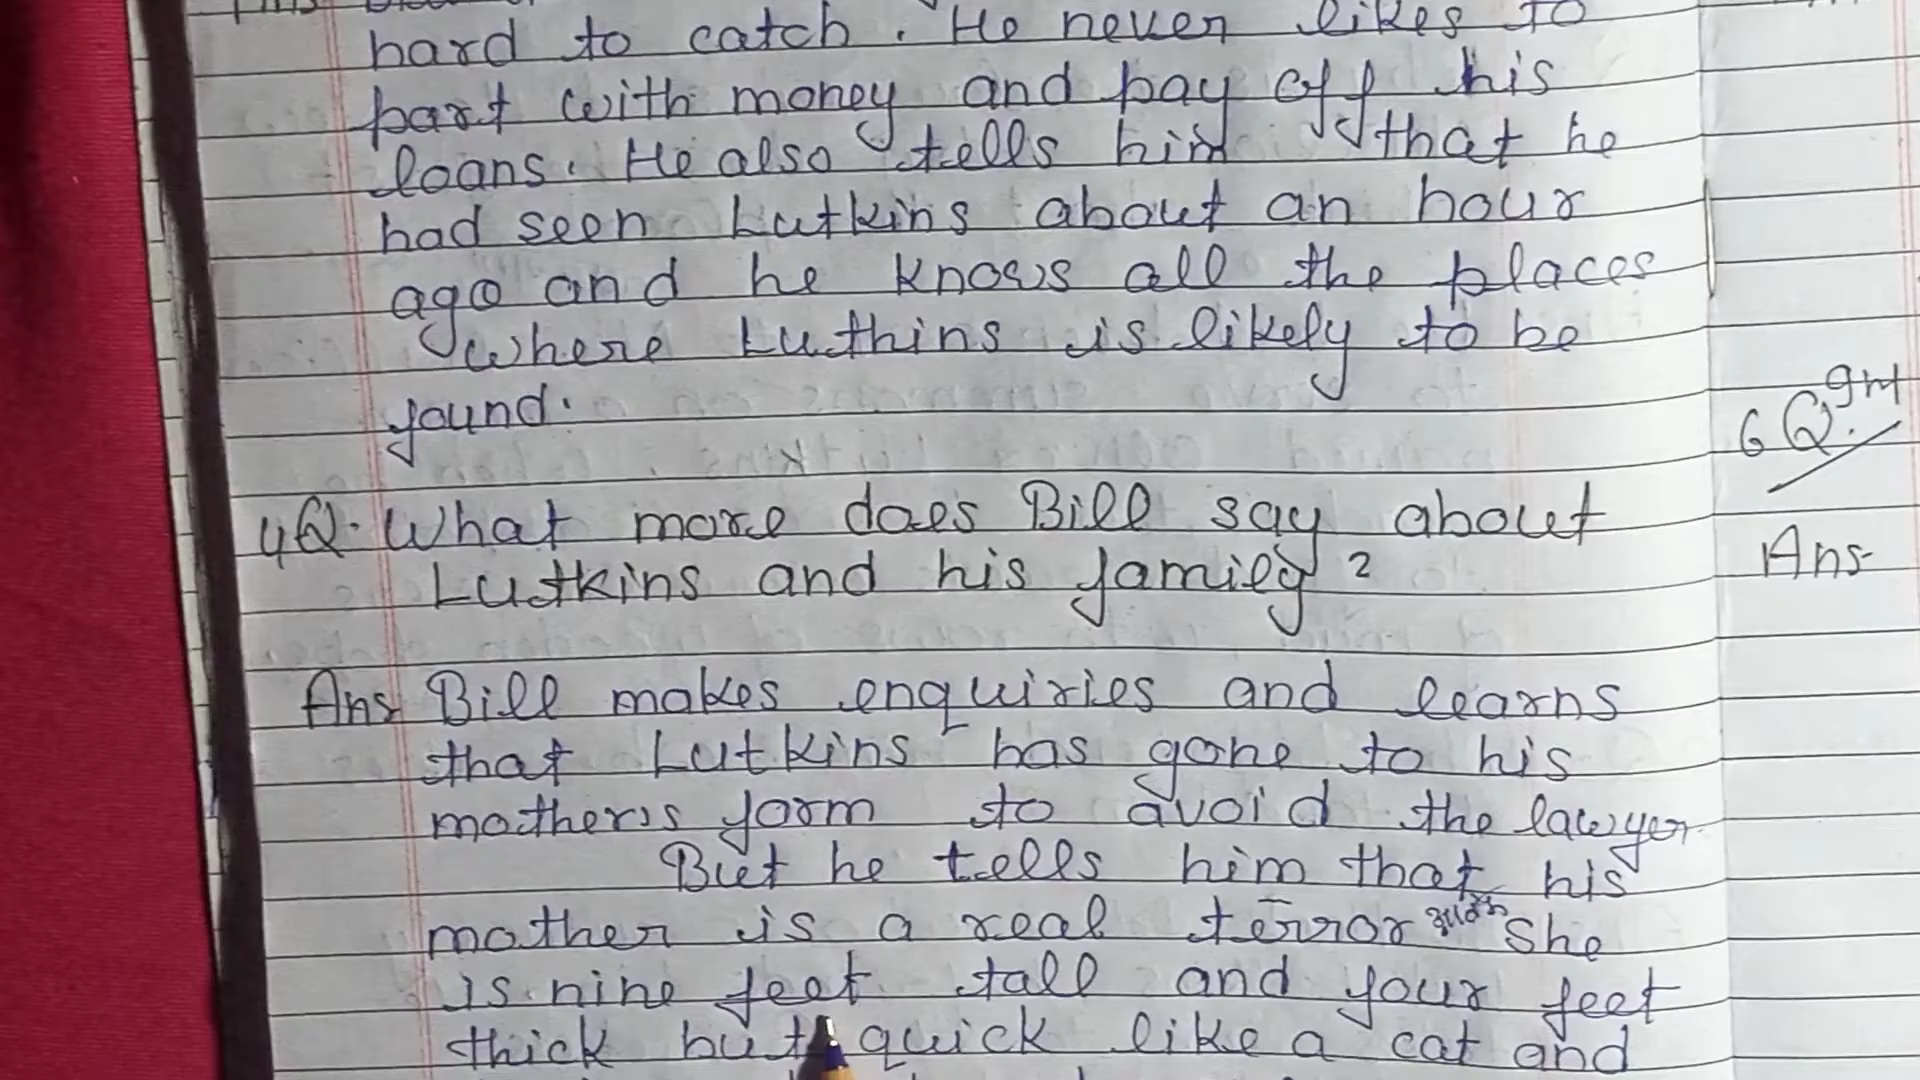 hard to catch. He never likes to
part with money and pay off his
loans. He also tells him that he
had seen Lutkins about an hour
ago and he knows all the places
where Luthins is likely to be
found.
4Q. What more does Bill say about
Lutkins and his family?
Ans Bill makes enquiries and learns
that Lutkins has gone to his
mother's farm to avoid the lawyer.
But he tells him that his
mother is a real terror आतंक She
is nine feet tall and four feet
thick but quick like a cat and
6Q.
Ans-